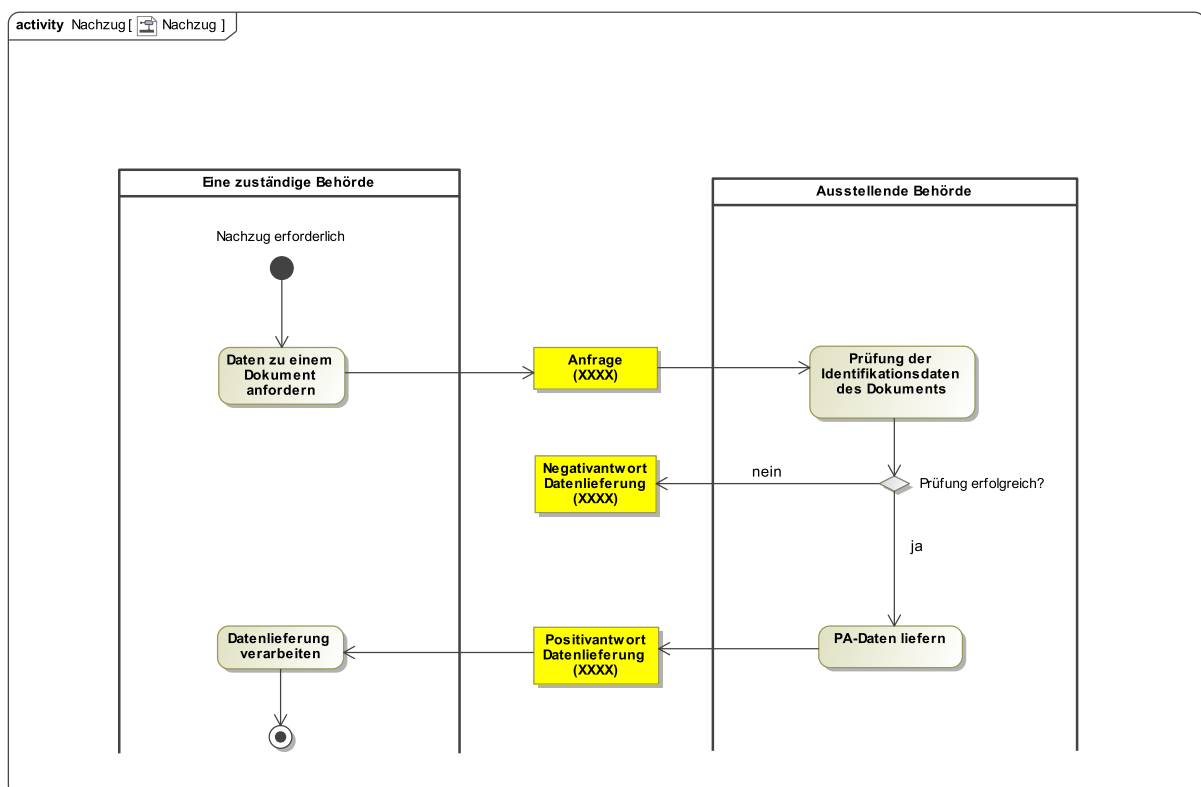 activity Nachzug [ Nachzug ]
Eine zuständige Behörde
Ausstellende Behörde
Nachzug erforderlich
Daten zu einem
Dokument
anfordern
Anfrage
(XXXX)
Prüfung der
Identifikationsdaten
des Dokuments
Negativantwort
Datenlieferung
(XXXX)
nein
Prüfung erfolgreich?
ja
Datenlieferung
verarbeiten
Positivantwort
Datenlieferung
(XXXX)
PA-Daten liefern